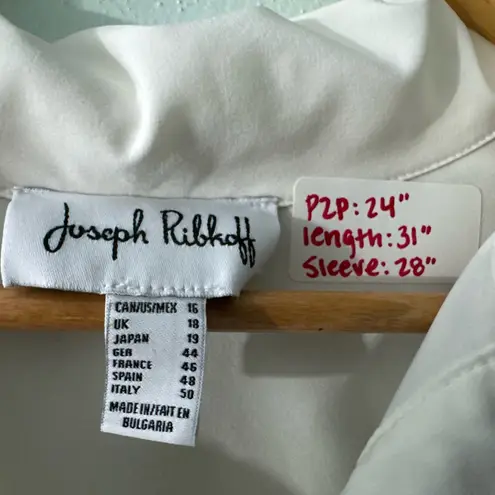 Joseph Ribkoff
P2P: 24"
length: 31"
Sleeve: 28"
CAN/US/MEX 16
UK 18
JAPAN 19
GER 44
FRANCE 46
SPAIN 48
ITALY 50
MADE IN/FAIT EN
BULGARIA